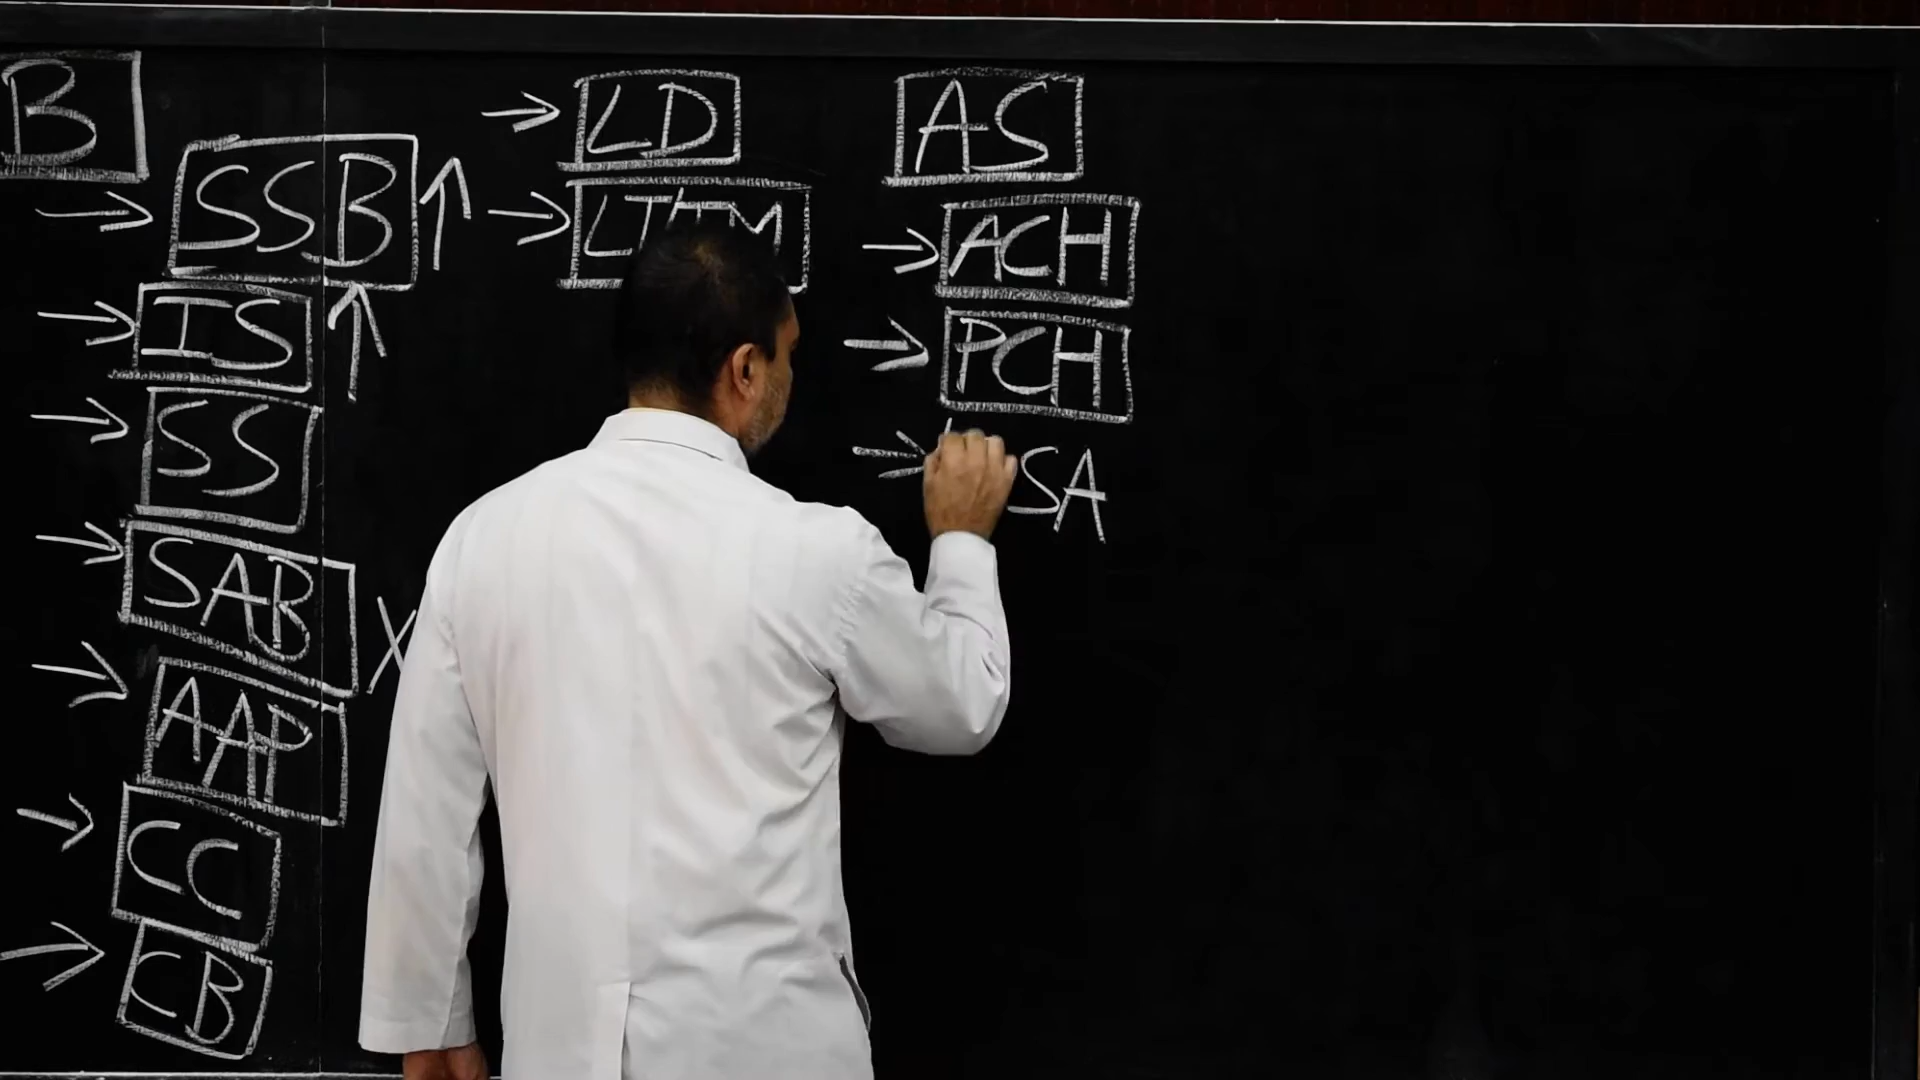 B
SSB ↑
IS ↑
SS
SAB X
AAP
CC
CB
LD
AS
ACH
PCH
SA